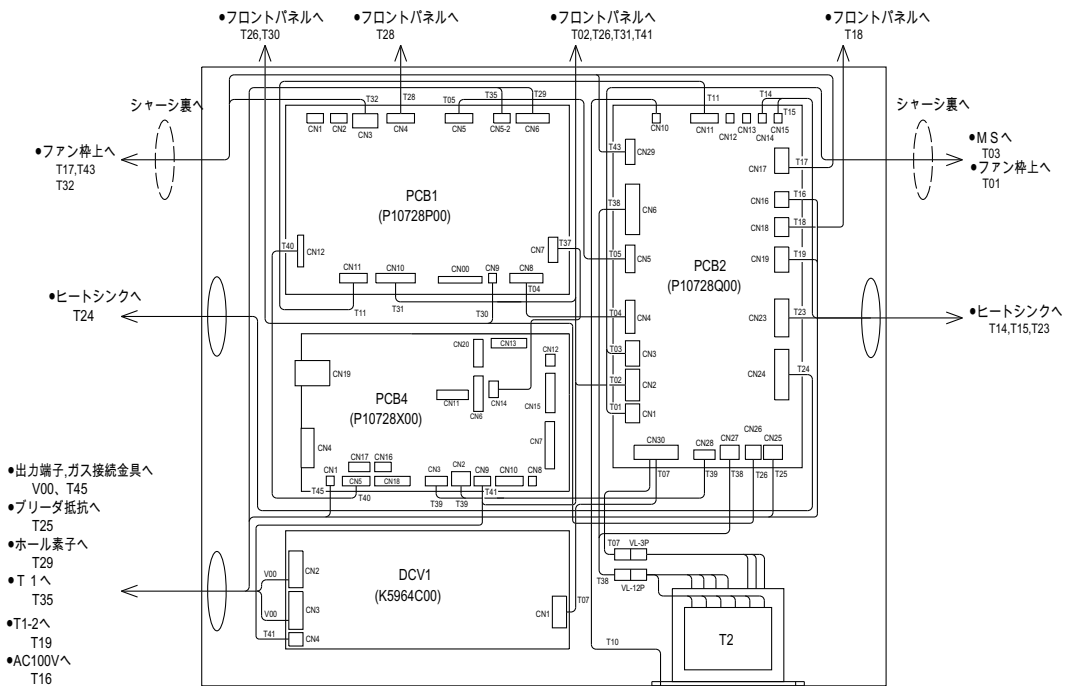 ●フロントパネルへ
T26,T30
●フロントパネルへ
T28
●フロントパネルへ
T02,T26,T31,T41
●フロントパネルへ
T18
シャーシ裏へ
シャーシ裏へ
●ファン枠上へ
T17,T43
T32
●MSへ
T03
●ファン枠上へ
T01
●ヒートシンクへ
T24
●ヒートシンクへ
T14,T15,T23
●出力端子,ガス接続金具へ
V00、T45
●ブリーダ抵抗へ
T25
●ホール素子へ
T29
●T1へ
T35
●T1-2へ
T19
●AC100Vへ
T16
T32
T28
T05
T35
T29
CN1
CN2
CN3
CN4
CN5
CN5-2
CN6
PCB1
(P10728P00)
T40
CN12
CN7
T37
CN11
CN10
CN00
CN9
CN8
T11
T31
T30
T04
T11
T14
T15
CN10
CN11
CN12
CN13
CN14
CN15
T43
CN29
CN17
T17
T38
CN6
CN16
T16
CN18
T18
T05
CN5
CN19
T19
PCB2
(P10728Q00)
T04
CN4
CN23
T23
T03
CN3
T02
CN2
CN24
T24
T01
CN1
CN30
CN28
CN27
CN26
CN25
T07
T39
T38
T26
T25
CN20
CN13
CN12
CN19
PCB4
(P10728X00)
CN11
CN6
CN14
CN15
CN4
CN7
CN17
CN16
CN1
CN5
CN18
CN3
CN2
CN9
CN10
CN8
T45
T40
T39
T39
T41
V00
CN2
DCV1
(K5964C00)
V00
CN3
CN1
T07
T41
CN4
T07
VL-3P
T38
VL-12P
T10
T2